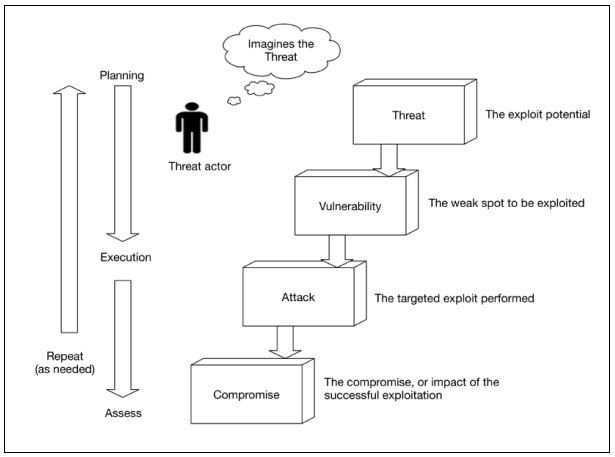 Imagines the
Threat
Planning
Threat actor
Threat
The exploit potential
Vulnerability
The weak spot to be exploited
Execution
Attack
The targeted exploit performed
Repeat
(as needed)
Compromise
The compromise, or impact of the
successful exploitation
Assess